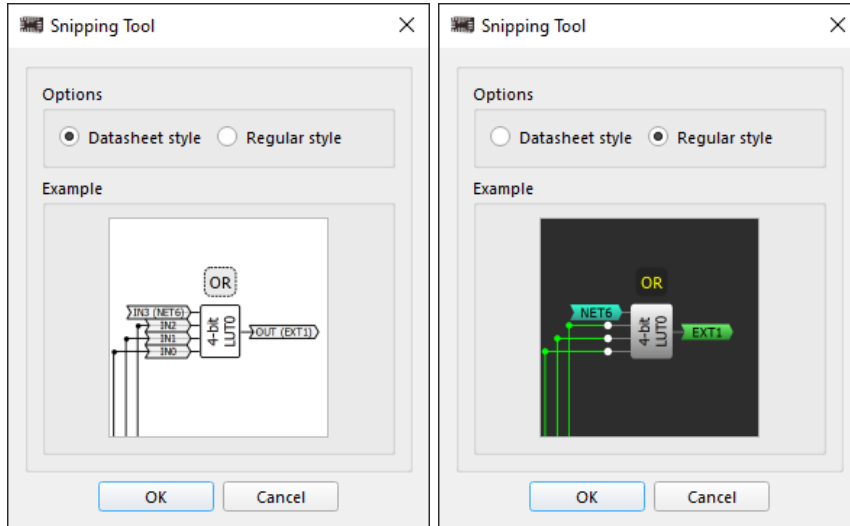 Snipping Tool
Options
Datasheet style Regular style
Example
OR
IN3 (NET6)
IN2
IN1
IN0
4-bit
LUT0
OUT (EXT1)
OK Cancel
Snipping Tool
Options
Datasheet style Regular style
Example
OR
NET6
4-bit
LUT0
EXT1
OK Cancel